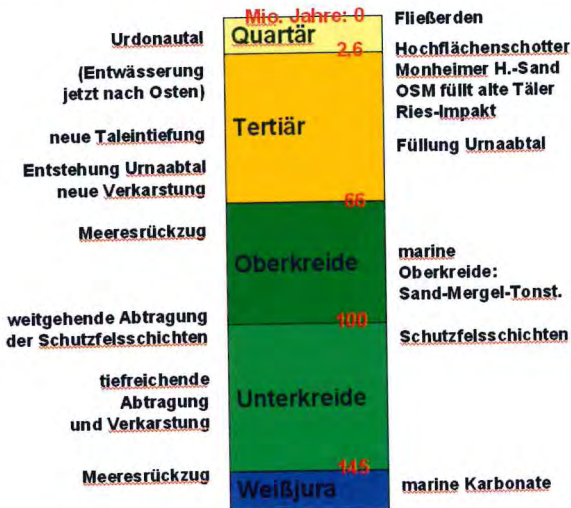 Mio. Jahre: 0
Fließerden
Urdonautal
Quartär
2,6
Hochflächenschotter
(Entwässerung
jetzt nach Osten)
Monheimer H.-Sand
OSM füllt alte Täler
Ries-Impakt
neue Taleintiefung
Tertiär
Füllung Urnaabtal
Entstehung Urnaabtal
neue Verkarstung
66
Meeresrückzug
Oberkreide
marine
Oberkreide:
Sand-Mergel-Tonst.
weitgehende Abtragung
der Schutzfelsschichten
100
Schutzfelsschichten
tiefreichende
Abtragung
und Verkarstung
Unterkreide
145
Meeresrückzug
Weißjura
marine Karbonate